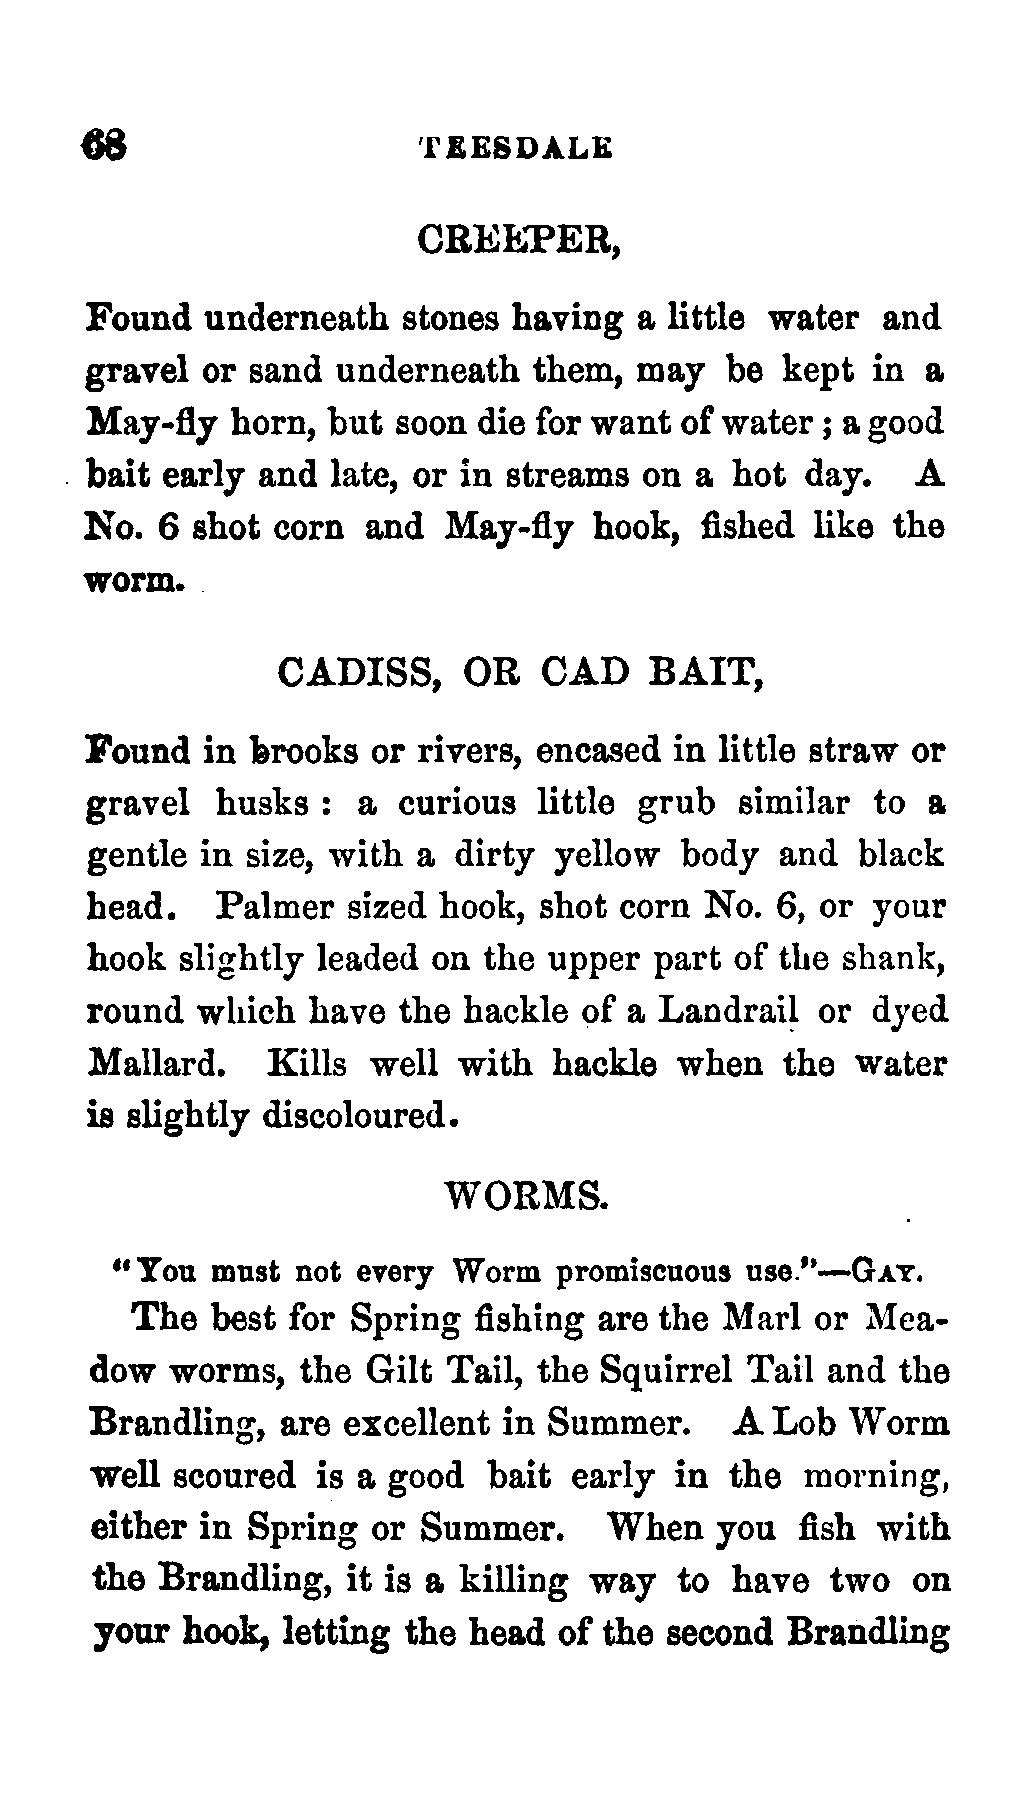 68 TEESDALE
CREEPER,
Found underneath stones having a little water and
gravel or sand underneath them, may be kept in a
May-fly horn, but soon die for want of water; a good
bait early and late, or in streams on a hot day. A
No. 6 shot corn and May-fly hook, fished like the
worm.
CADISS, OR CAD BAIT,
Found in brooks or rivers, encased in little straw or
gravel husks: a curious little grub similar to a
gentle in size, with a dirty yellow body and black
head. Palmer sized hook, shot corn No. 6, or your
hook slightly leaded on the upper part of the shank,
round which have the hackle of a Landrail or dyed
Mallard. Kills well with hackle when the water
is slightly discoloured.
WORMS.
"You must not every Worm promiscuous use."—GAY.
The best for Spring fishing are the Marl or Mea-
dow worms, the Gilt Tail, the Squirrel Tail and the
Brandling, are excellent in Summer. A Lob Worm
well scoured is a good bait early in the morning,
either in Spring or Summer. When you fish with
the Brandling, it is a killing way to have two on
your hook, letting the head of the second Brandling